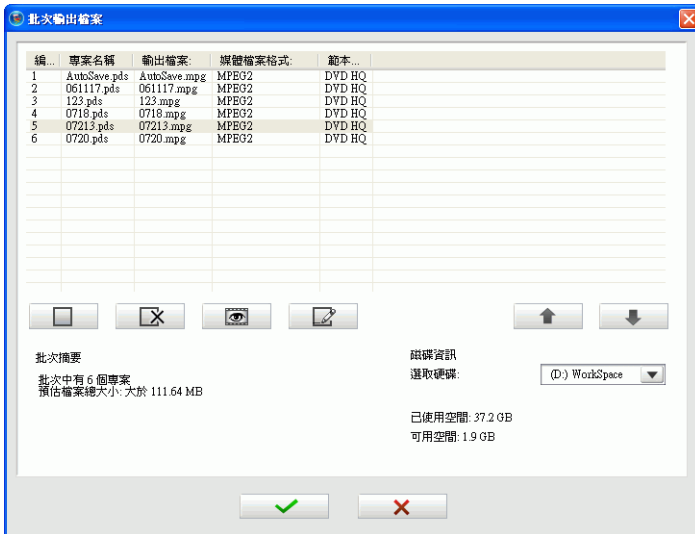 批次輸出檔案
編... 專案名稱 輸出檔案: 媒體檔案格式: 範本...
1 AutoSave.pds AutoSave.mpg MPEG2 DVD HQ
2 061117.pds 061117.mpg MPEG2 DVD HQ
3 123.pds 123.mpg MPEG2 DVD HQ
4 0718.pds 0718.mpg MPEG2 DVD HQ
5 07213.pds 07213.mpg MPEG2 DVD HQ
6 0720.pds 0720.mpg MPEG2 DVD HQ
批次摘要
批次中有 6 個專案
預估檔案總大小: 大於 111.64 MB
磁碟資訊
選取硬碟: (D:) WorkSpace
已使用空間: 37.2 GB
可用空間: 1.9 GB